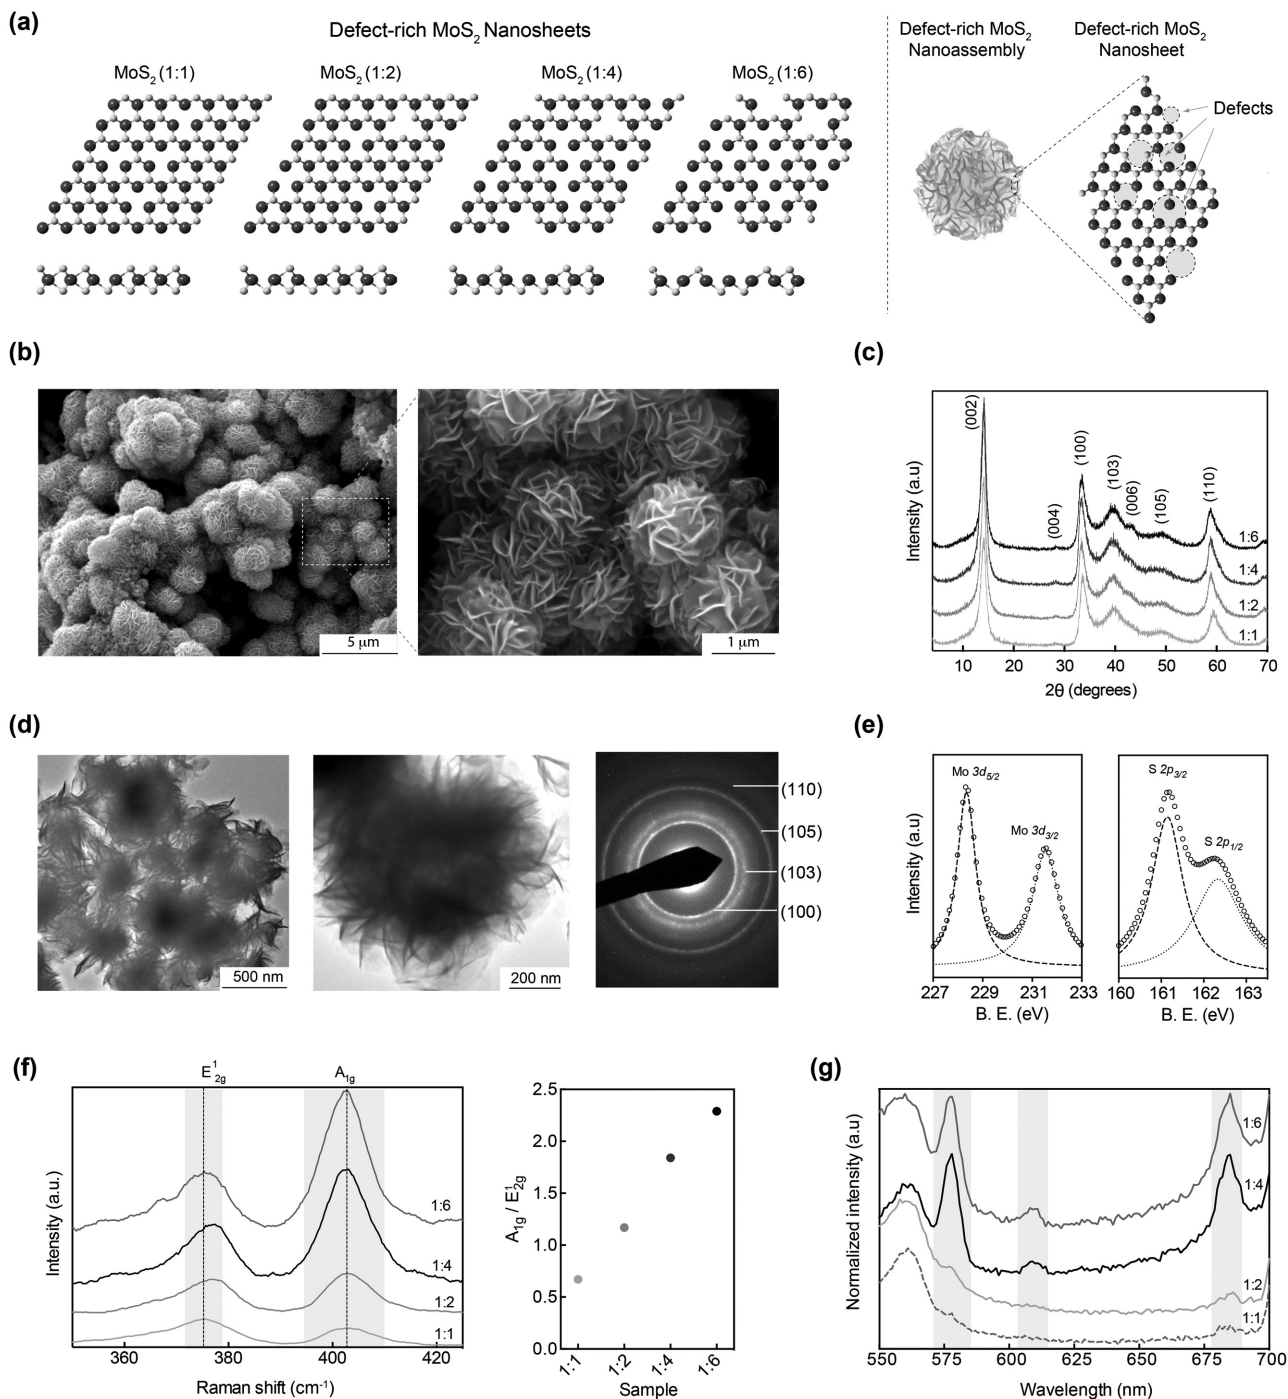 (a)
Defect-rich MoS2 Nanosheets
MoS2 (1:1)
MoS2 (1:2)
MoS2 (1:4)
MoS2 (1:6)
Defect-rich MoS2
Nanoassembly
Defect-rich MoS2
Nanosheet
Defects
(b)
5 µm
1 µm
(c)
Intensity (a.u)
(002)
(004)
(100)
(103)
(006)
(105)
(110)
1:6
1:4
1:2
1:1
10 20 30 40 50 60 70
2θ (degrees)
(d)
500 nm
200 nm
(110)
(105)
(103)
(100)
(e)
Intensity (a.u)
Mo 3d5/2
Mo 3d3/2
227 229 231 233
B. E. (eV)
S 2p3/2
S 2p1/2
160 161 162 163
B. E. (eV)
(f)
Intensity (a.u.)
E¹2g
A1g
1:6
1:4
1:2
1:1
360 380 400 420
Raman shift (cm⁻¹)
A1g / E¹2g
2.5
2.0
1.5
1.0
0.5
0.0
1:1 1:2 1:4 1:6
Sample
(g)
Normalized intensity (a.u)
1:6
1:4
1:2
1:1
550 575 600 625 650 675 700
Wavelength (nm)